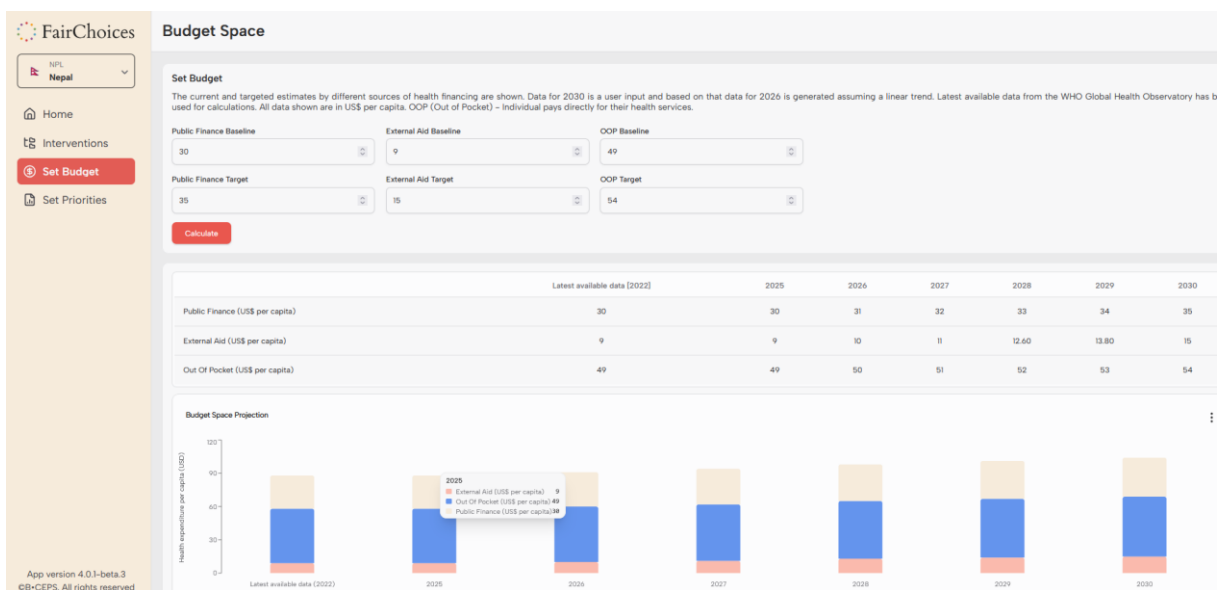 FairChoices
NPL
Nepal
Home
Interventions
Set Budget
Set Priorities
App version 4.0.1-beta.3
©B•CEPS. All rights reserved
Budget Space
Set Budget
The current and targeted estimates by different sources of health financing are shown. Data for 2030 is a user input and based on that data for 2026 is generated assuming a linear trend. Latest available data from the WHO Global Health Observatory has b
used for calculations. All data shown are in US$ per capita. OOP (Out of Pocket) – Individual pays directly for their health services.
Public Finance Baseline External Aid Baseline OOP Baseline
30 9 49
Public Finance Target External Aid Target OOP Target
35 15 54
Calculate
Latest available data [2022] 2025 2026 2027 2028 2029 2030
Public Finance (US$ per capita) 30 30 31 32 33 34 35
External Aid (US$ per capita) 9 9 10 11 12.60 13.80 15
Out Of Pocket (US$ per capita) 49 49 50 51 52 53 54
Budget Space Projection
Health expenditure per capita (USD)
120
90
60
30
0
2025
External Aid (US$ per capita) 9
Out Of Pocket (US$ per capita) 49
Public Finance (US$ per capita) 30
Latest available data (2022) 2025 2026 2027 2028 2029 2030